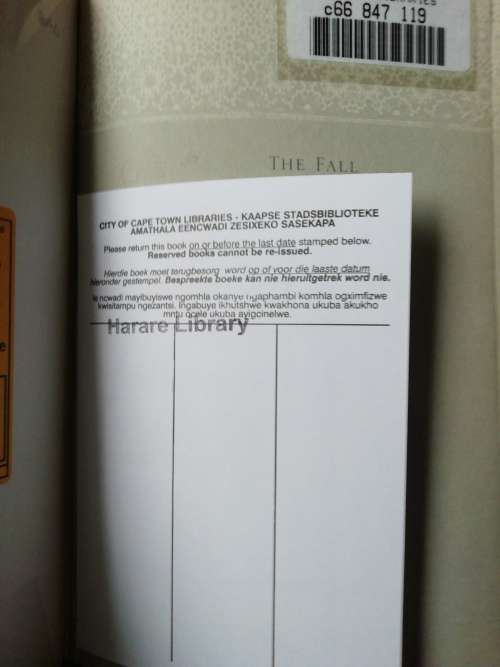 c66 847 119
THE FALL
CITY OF CAPE TOWN LIBRARIES - KAAPSE STADSBIBLIOTEKE
AMATHALA EENCWADI ZESIXEKO SASEKAPA
Please return this book on or before the last date stamped below.
Reserved books cannot be re-issued.
Hierdie boek moet terugbesorg word op of voor die laaste datum
hieronder gestempel. Bespreekte boeke kan nie hieruitgetrek word nie.
le ncwadi mayibuyiswe ngomhla okanye ngaphambi komhla ogximfizwe
kwisitampu ngezantsi. Ingabuye ikhutshwe kwakhona ukuba akukho
mntu ucele ukuba ayigcinelwe.
Harare Library